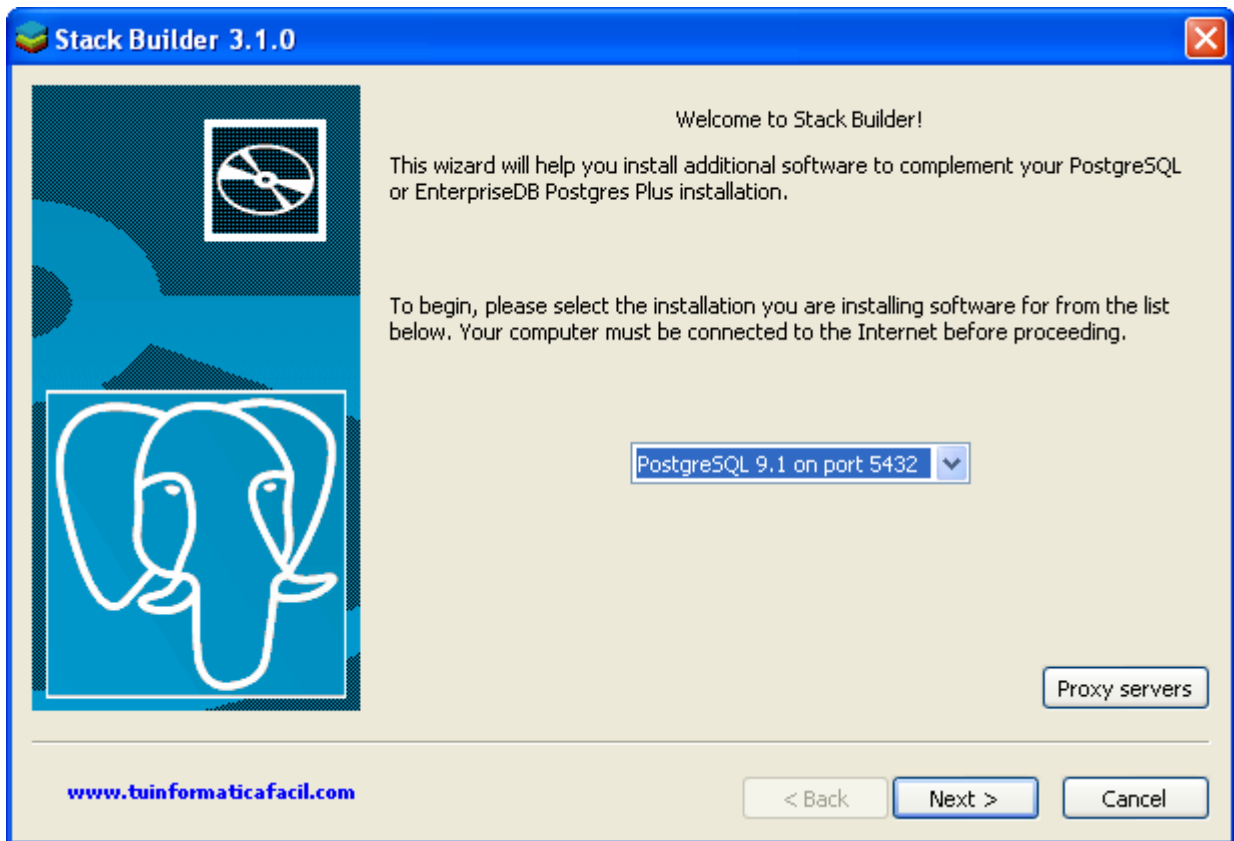 Stack Builder 3.1.0
Welcome to Stack Builder!
This wizard will help you install additional software to complement your PostgreSQL
or EnterpriseDB Postgres Plus installation.
To begin, please select the installation you are installing software for from the list
below. Your computer must be connected to the Internet before proceeding.
PostgreSQL 9.1 on port 5432
Proxy servers
www.tuinformaticafacil.com
< Back
Next >
Cancel